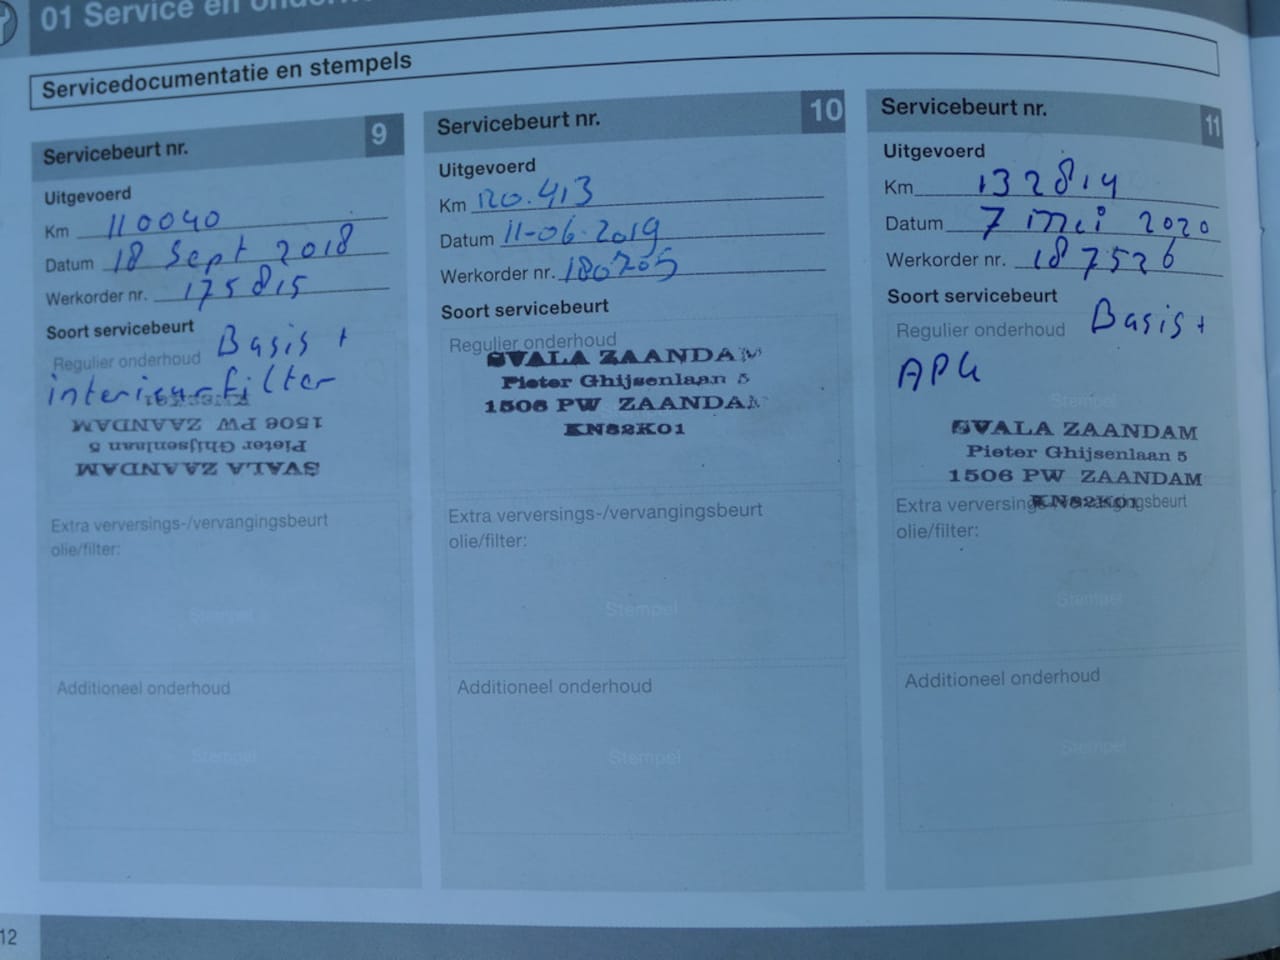 01 Service en
Servicedocumentatie en stempels
Servicebeurt nr. 9
Uitgevoerd
Km 110040
Datum 18 Sept 2018
Werkorder nr. 175815
Soort servicebeurt
Regulier onderhoud Basis +
interieurfilter
SVALA ZAANDAM
Pieter Ghijsenlaan 5
1506 PW ZAANDAM
Extra verversings-/vervangingsbeurt
olie/filter:
Stempel
Additioneel onderhoud
Stempel
Servicebeurt nr. 10
Uitgevoerd
Km 120.413
Datum 11-06-2019
Werkorder nr. 180705
Soort servicebeurt
Regulier onderhoud
SVALA ZAANDAM
Pieter Ghijsenlaan 5
1506 PW ZAANDAM
KN82K01
Extra verversings-/vervangingsbeurt
olie/filter:
Stempel
Additioneel onderhoud
Stempel
Servicebeurt nr. 11
Uitgevoerd
Km 132814
Datum 7 mei 2020
Werkorder nr. 187526
Soort servicebeurt
Regulier onderhoud Basis +
APK
Stempel
SVALA ZAANDAM
Pieter Ghijsenlaan 5
1506 PW ZAANDAM
KN82K01
Extra verversings-/vervangingsbeurt
olie/filter:
Stempel
Additioneel onderhoud
Stempel
12